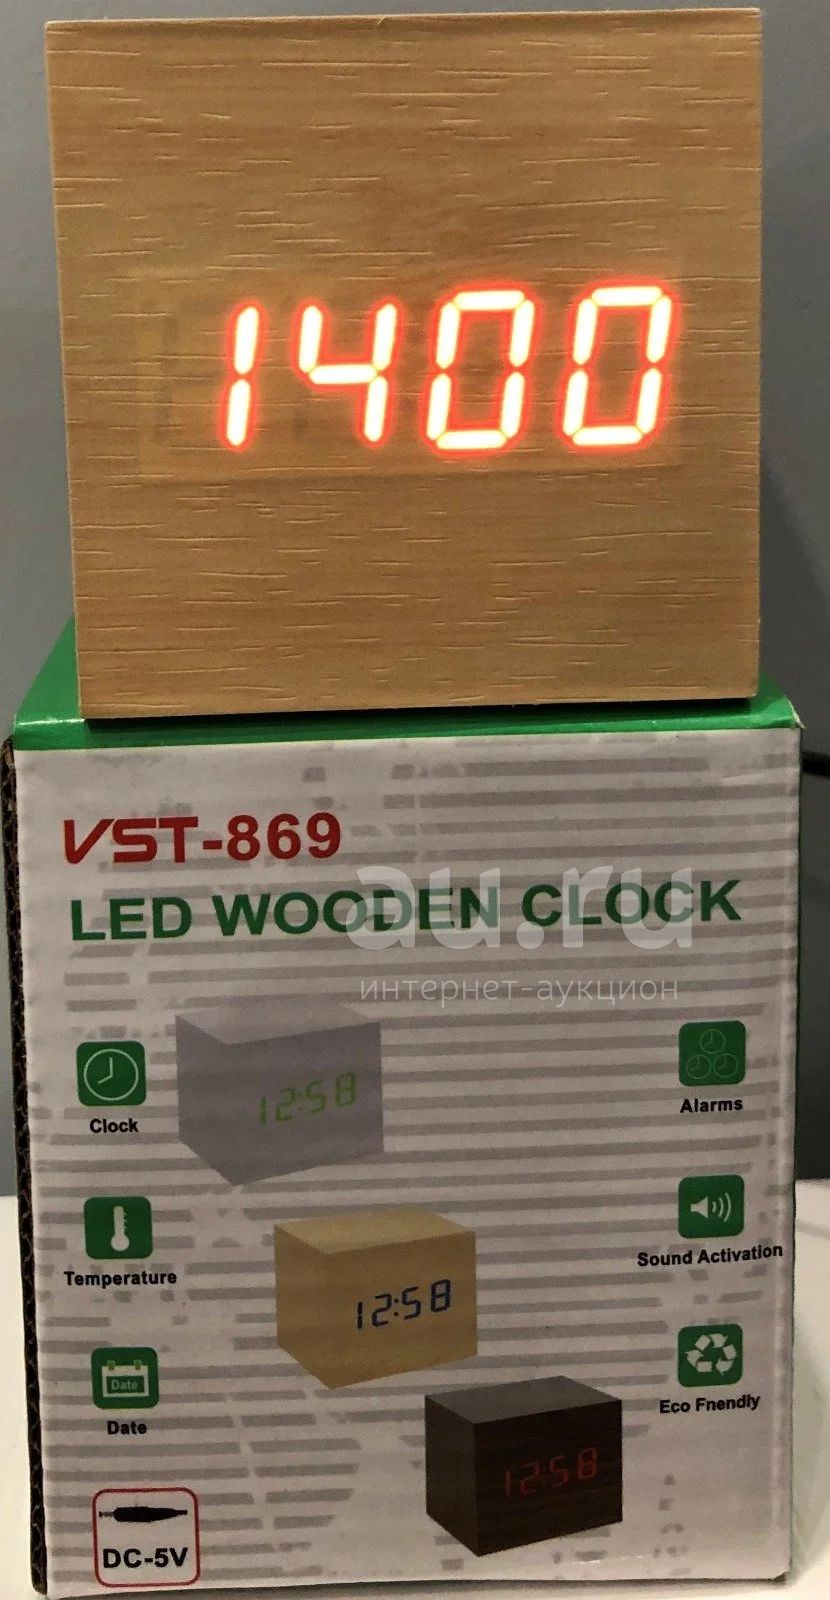 1400
VST-869
LED WOODEN CLOCK
au.ru
интернет-аукцион
12:58
Clock
Alarms
Temperature
Sound Activation
12:58
Date
Date
Eco Fnendly
12:58
DC-5V